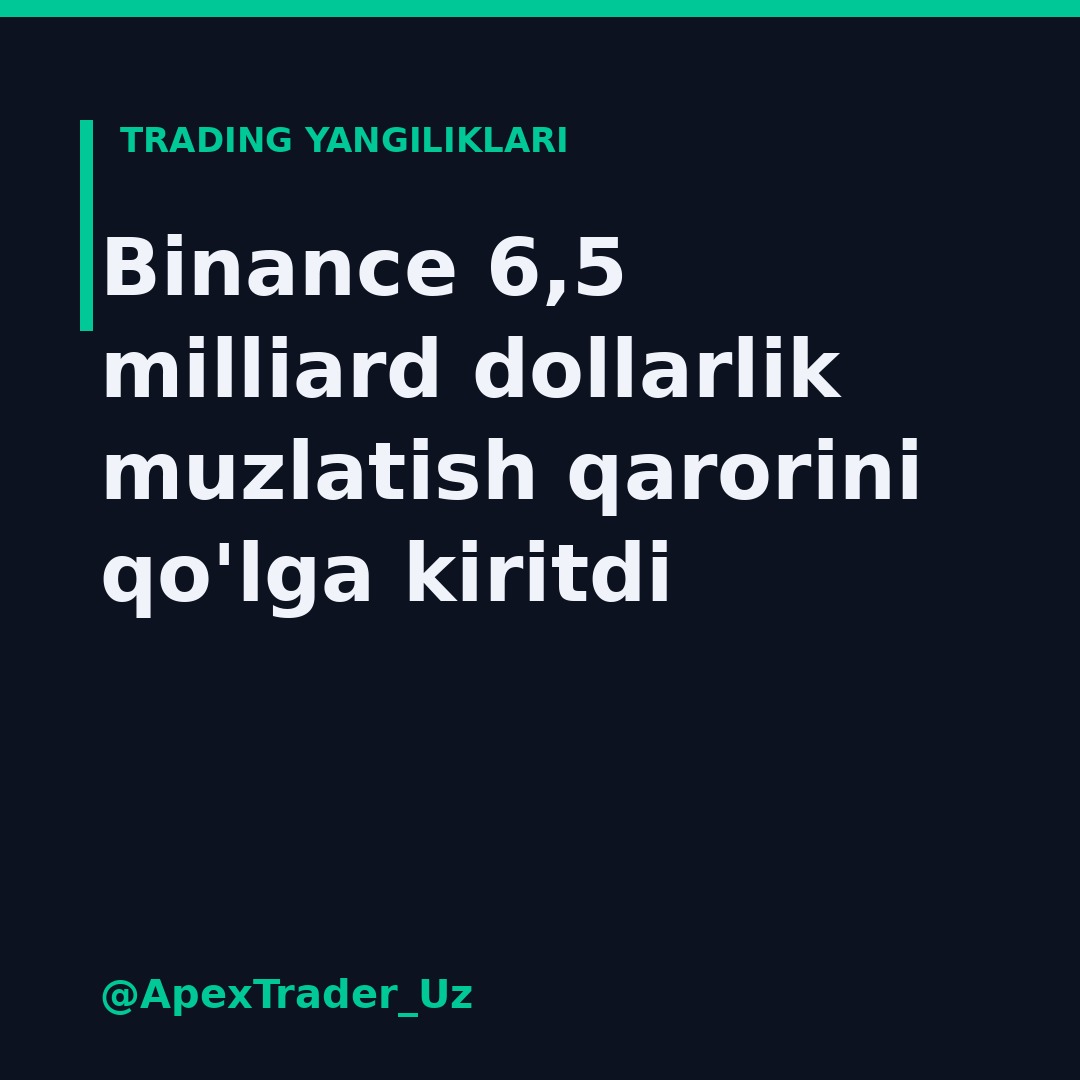 TRADING YANGILIKLARI
Binance 6,5
milliard dollarlik
muzlatish qarorini
qo'lga kiritdi
@ApexTrader_Uz